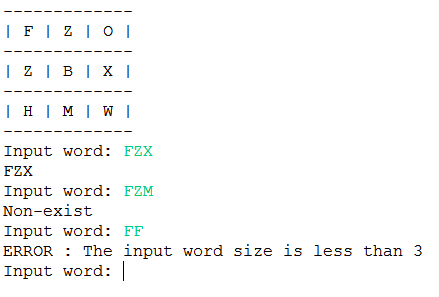 -------------
| F | Z | O |
-------------
| Z | B | X |
-------------
| H | M | W |
-------------
Input word: FZX
FZX
Input word: FZM
Non-exist
Input word: FF
ERROR : The input word size is less than 3
Input word: